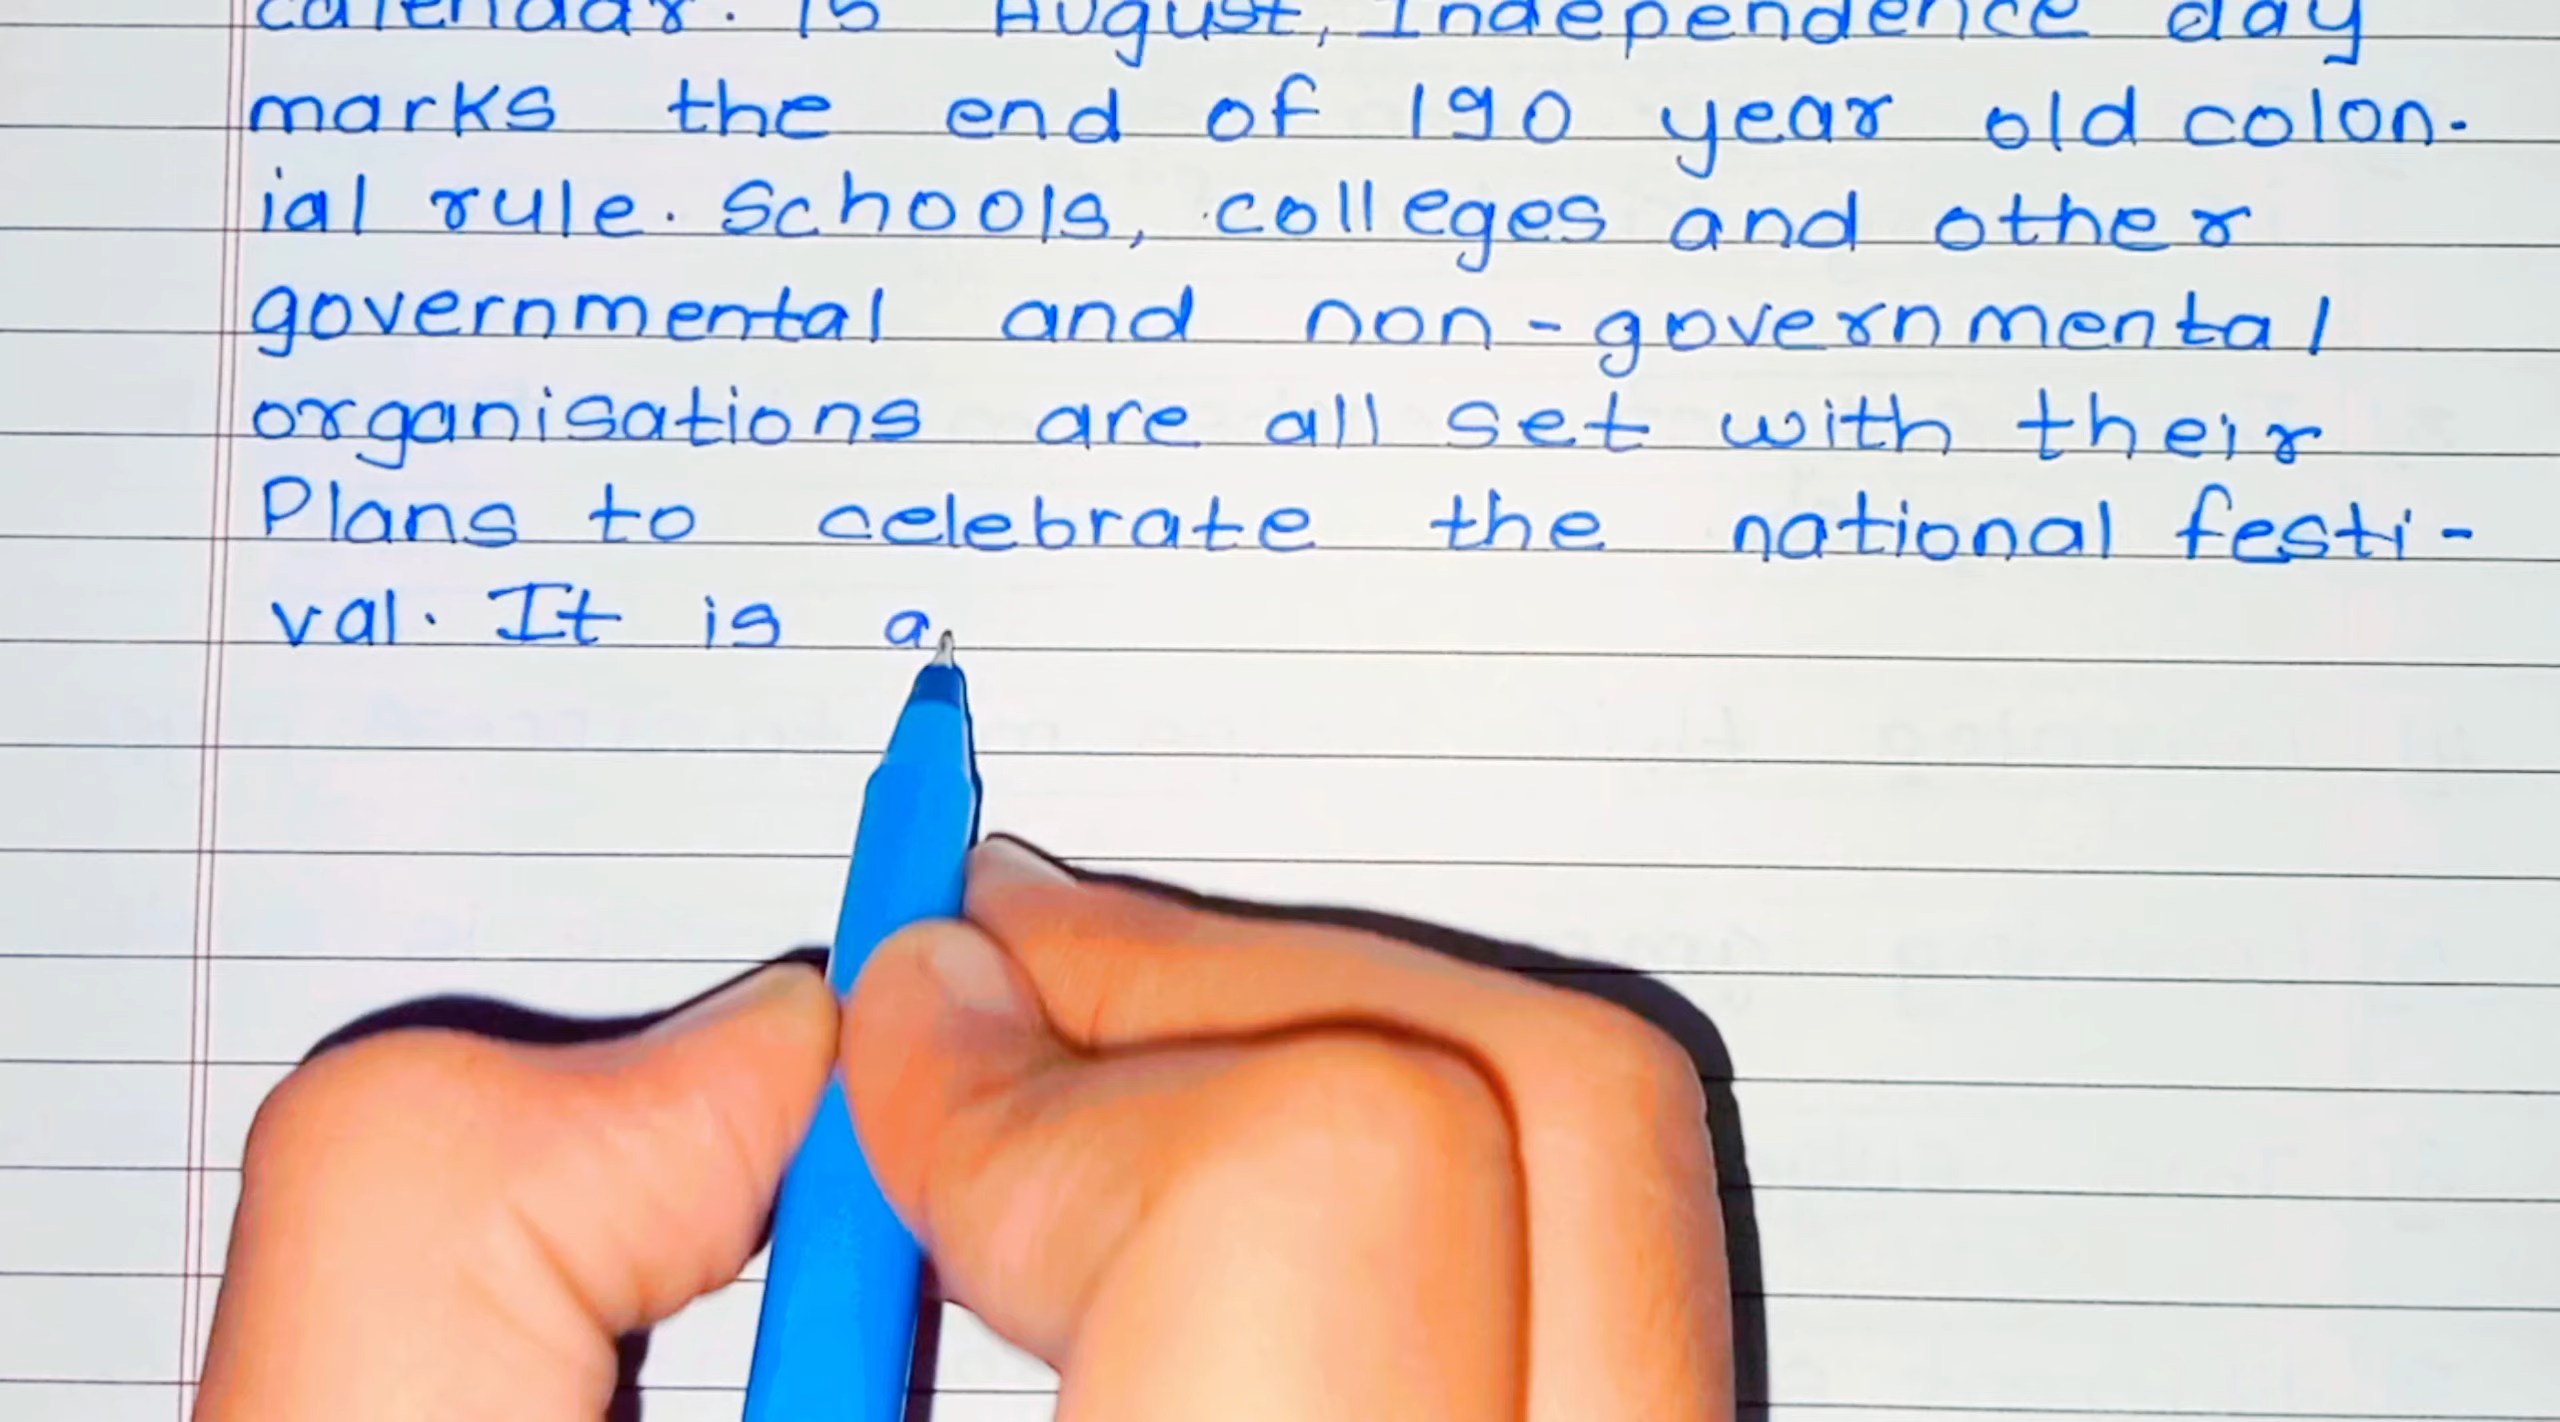 calendar. 15 August, Independence day
marks the end of 190 year old colon-
ial rule. Schools, colleges and other
governmental and non-governmental
organisations are all set with their
Plans to celebrate the national festi-
val. It is a